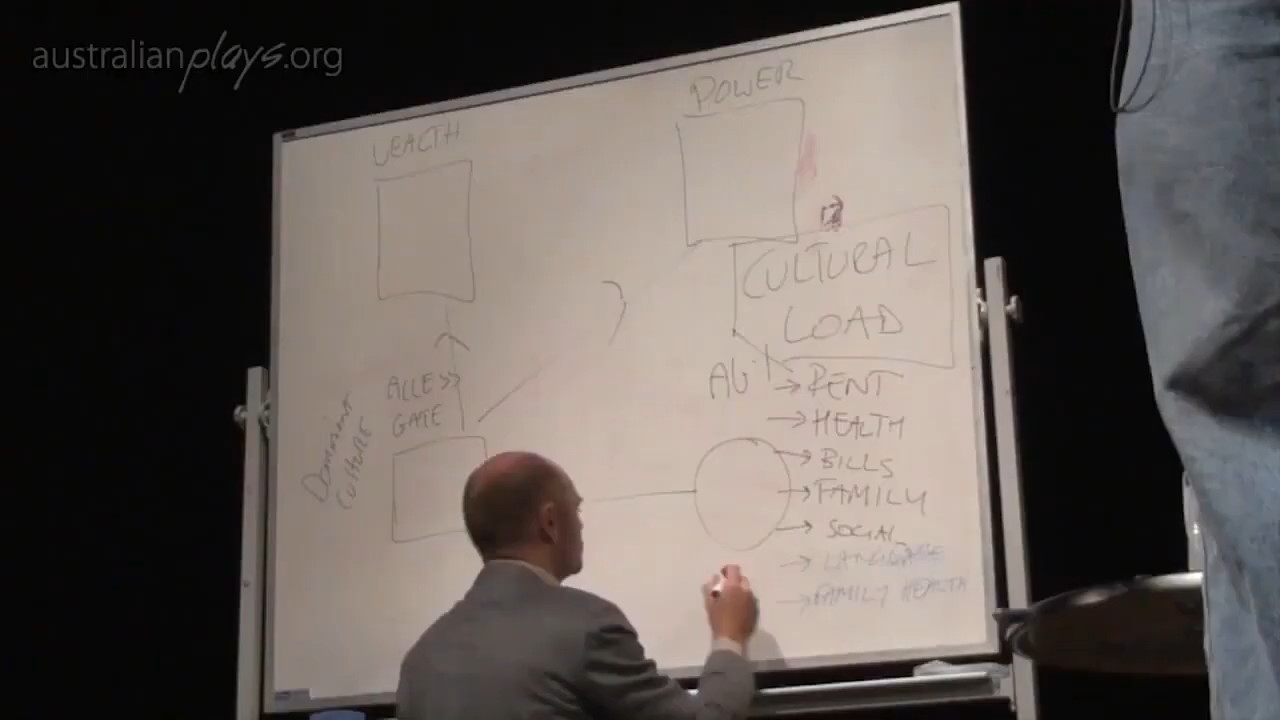 australianplays.org
POWER
WEALTH
CULTURAL
LOAD
ACCESS
GATE
Dominant
Culture
AU
RENT
HEALTH
BILLS
FAMILY
SOCIAL
LANGUAGE
FAMILY HEALTH